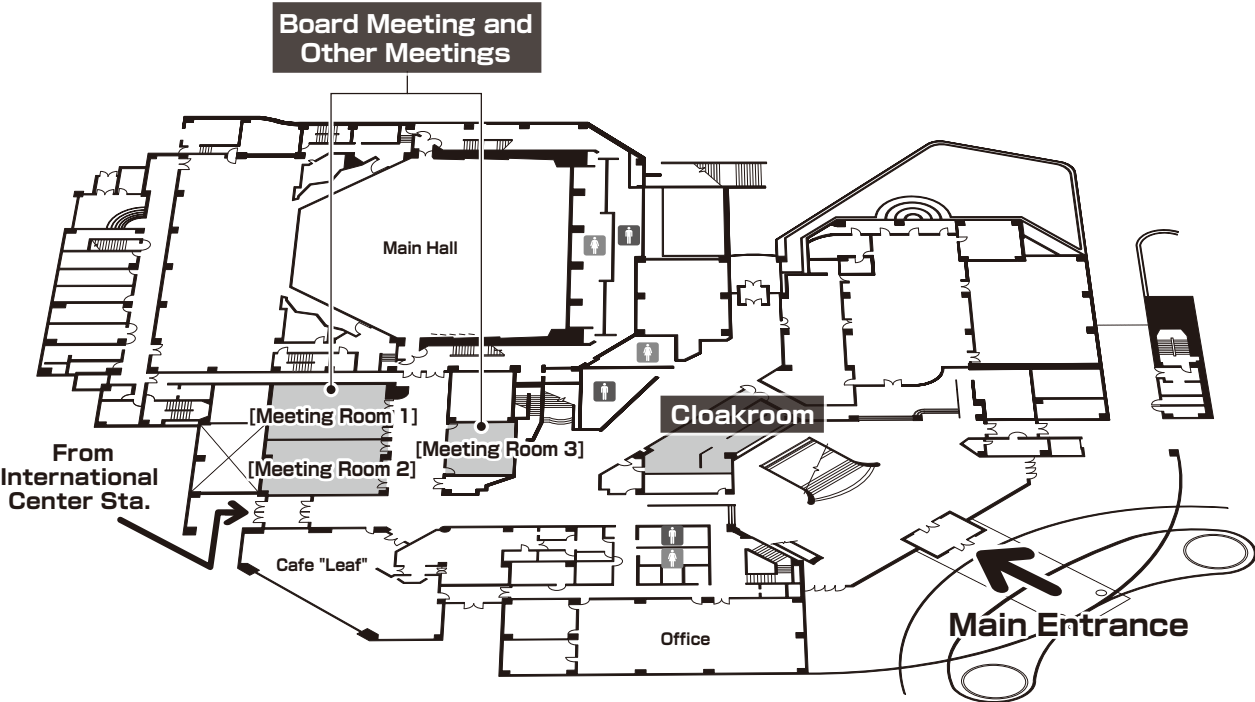 Board Meeting and
Other Meetings
Main Hall
[Meeting Room 1]
Cloakroom
[Meeting Room 3]
From
International
Center Sta.
[Meeting Room 2]
Cafe "Leaf"
Office
Main Entrance